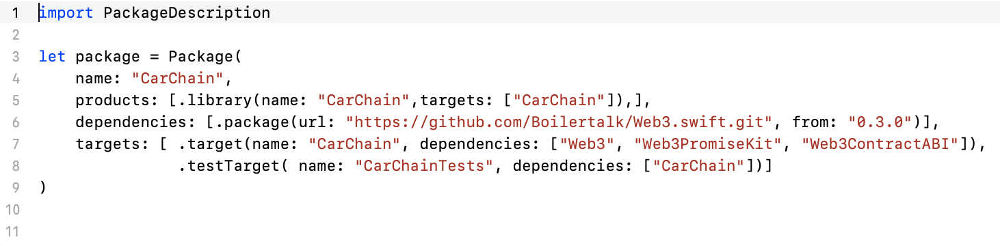 1 import PackageDescription
2
3 let package = Package(
4     name: "CarChain",
5     products: [.library(name: "CarChain",targets: ["CarChain"]),],
6     dependencies: [.package(url: "https://github.com/Boilertalk/Web3.swift.git", from: "0.3.0")],
7     targets: [ .target(name: "CarChain", dependencies: ["Web3", "Web3PromiseKit", "Web3ContractABI"]),
8                .testTarget( name: "CarChainTests", dependencies: ["CarChain"])]
9 )
10
11